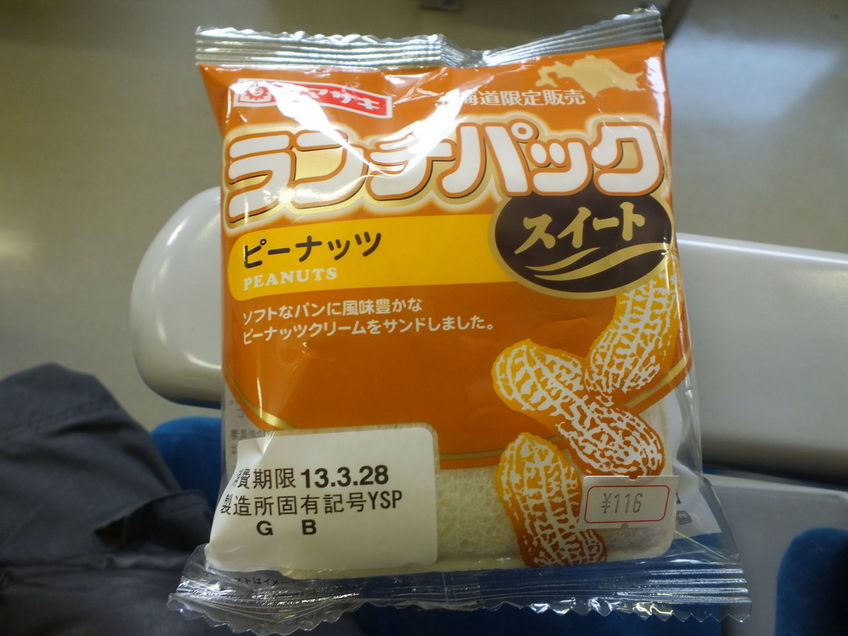 マザキ
海道限定販売
ランチパック
スイート
ピーナッツ
PEANUTS
ソフトなパンに風味豊かな
ピーナッツクリームをサンドしました。
費期限 13.3.28
製造所固有記号YSP
G B
¥116